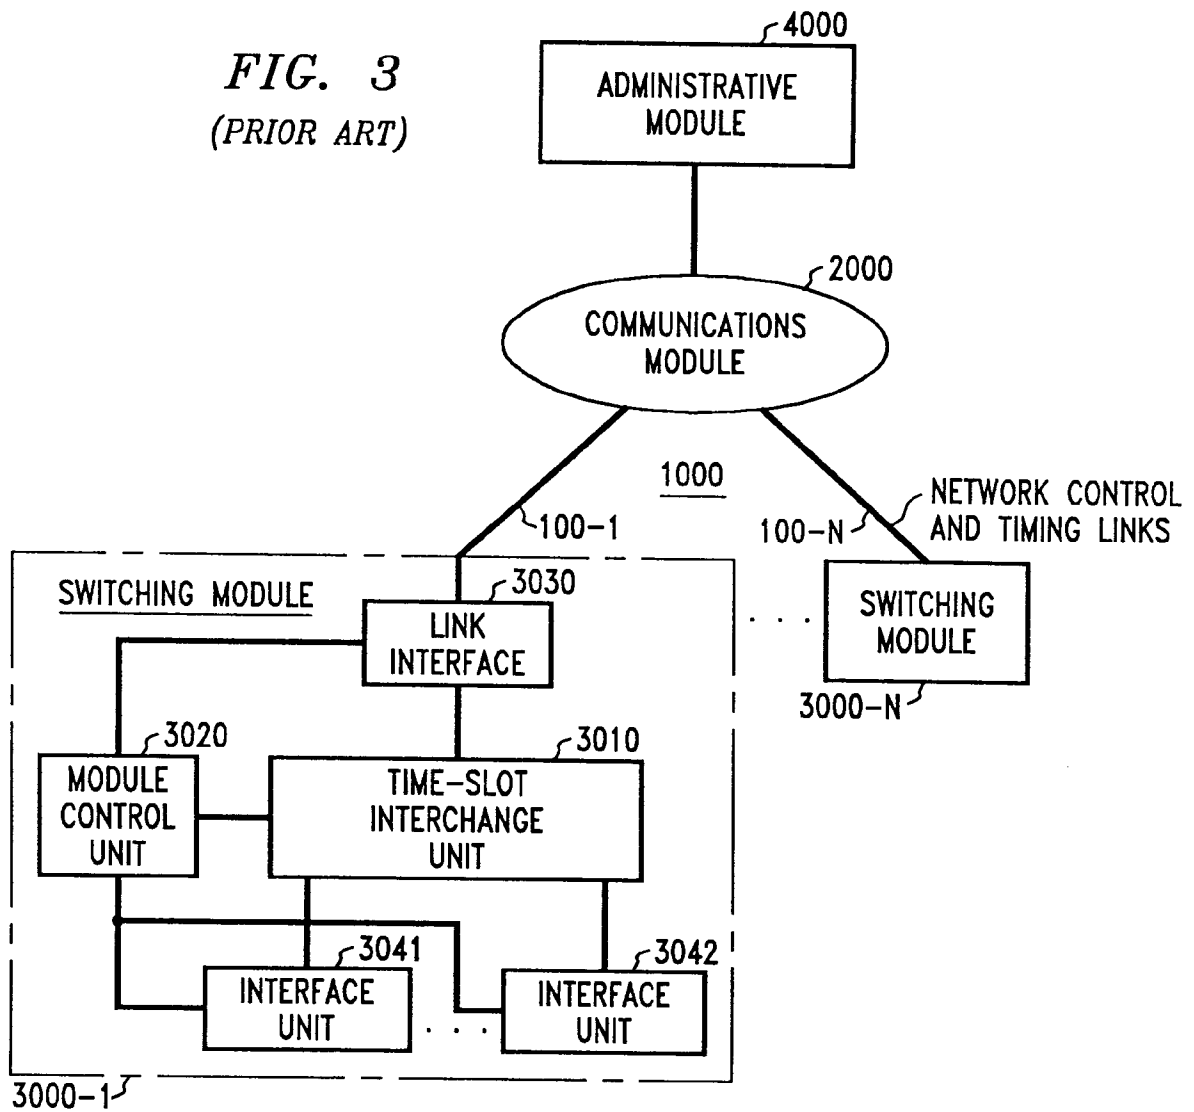 FIG. 3
(PRIOR ART)
4000
ADMINISTRATIVE
MODULE
2000
COMMUNICATIONS
MODULE
1000
100-1
100-N
NETWORK CONTROL
AND TIMING LINKS
SWITCHING MODULE
3030
LINK
INTERFACE
. . . .
SWITCHING
MODULE
3000-N
3020
MODULE
CONTROL
UNIT
3010
TIME-SLOT
INTERCHANGE
UNIT
3041
INTERFACE
UNIT
. . . .
3042
INTERFACE
UNIT
3000-1